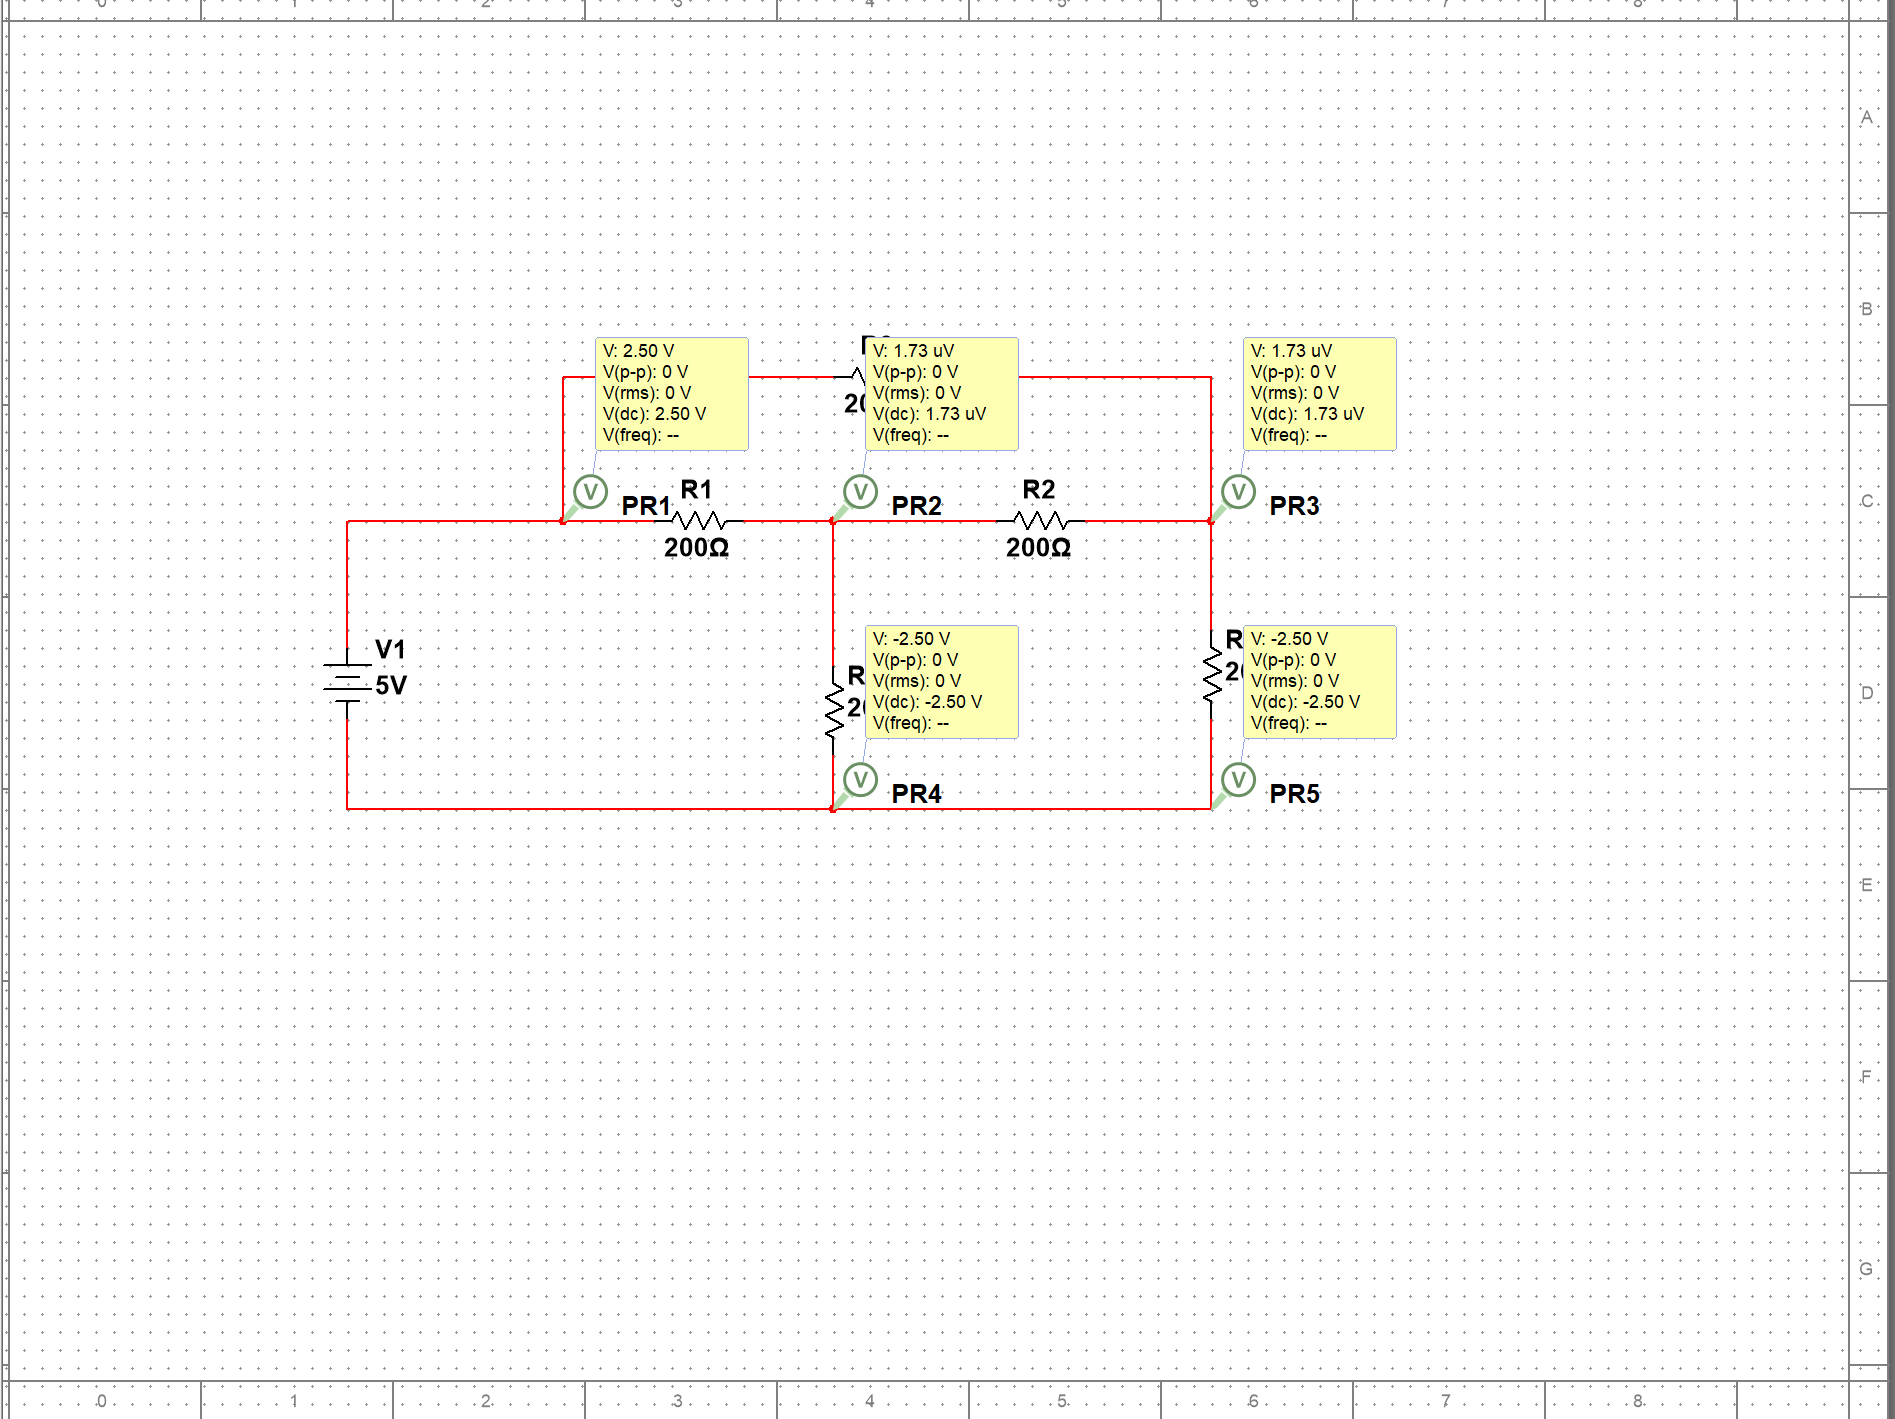 0 1 2 3 4 5 6 7 8
A
B
V: 2.50 V
V(p-p): 0 V
V(rms): 0 V
V(dc): 2.50 V
V(freq): --
V: 1.73 uV
V(p-p): 0 V
V(rms): 0 V
V(dc): 1.73 uV
V(freq): --
V: 1.73 uV
V(p-p): 0 V
V(rms): 0 V
V(dc): 1.73 uV
V(freq): --
V
PR1
R1
200Ω
V
PR2
R2
200Ω
V
PR3
C
V1
5V
R
V: -2.50 V
V(p-p): 0 V
V(rms): 0 V
V(dc): -2.50 V
V(freq): --
R
V: -2.50 V
V(p-p): 0 V
V(rms): 0 V
V(dc): -2.50 V
V(freq): --
D
V
PR4
V
PR5
E
F
G
0 1 2 3 4 5 6 7 8